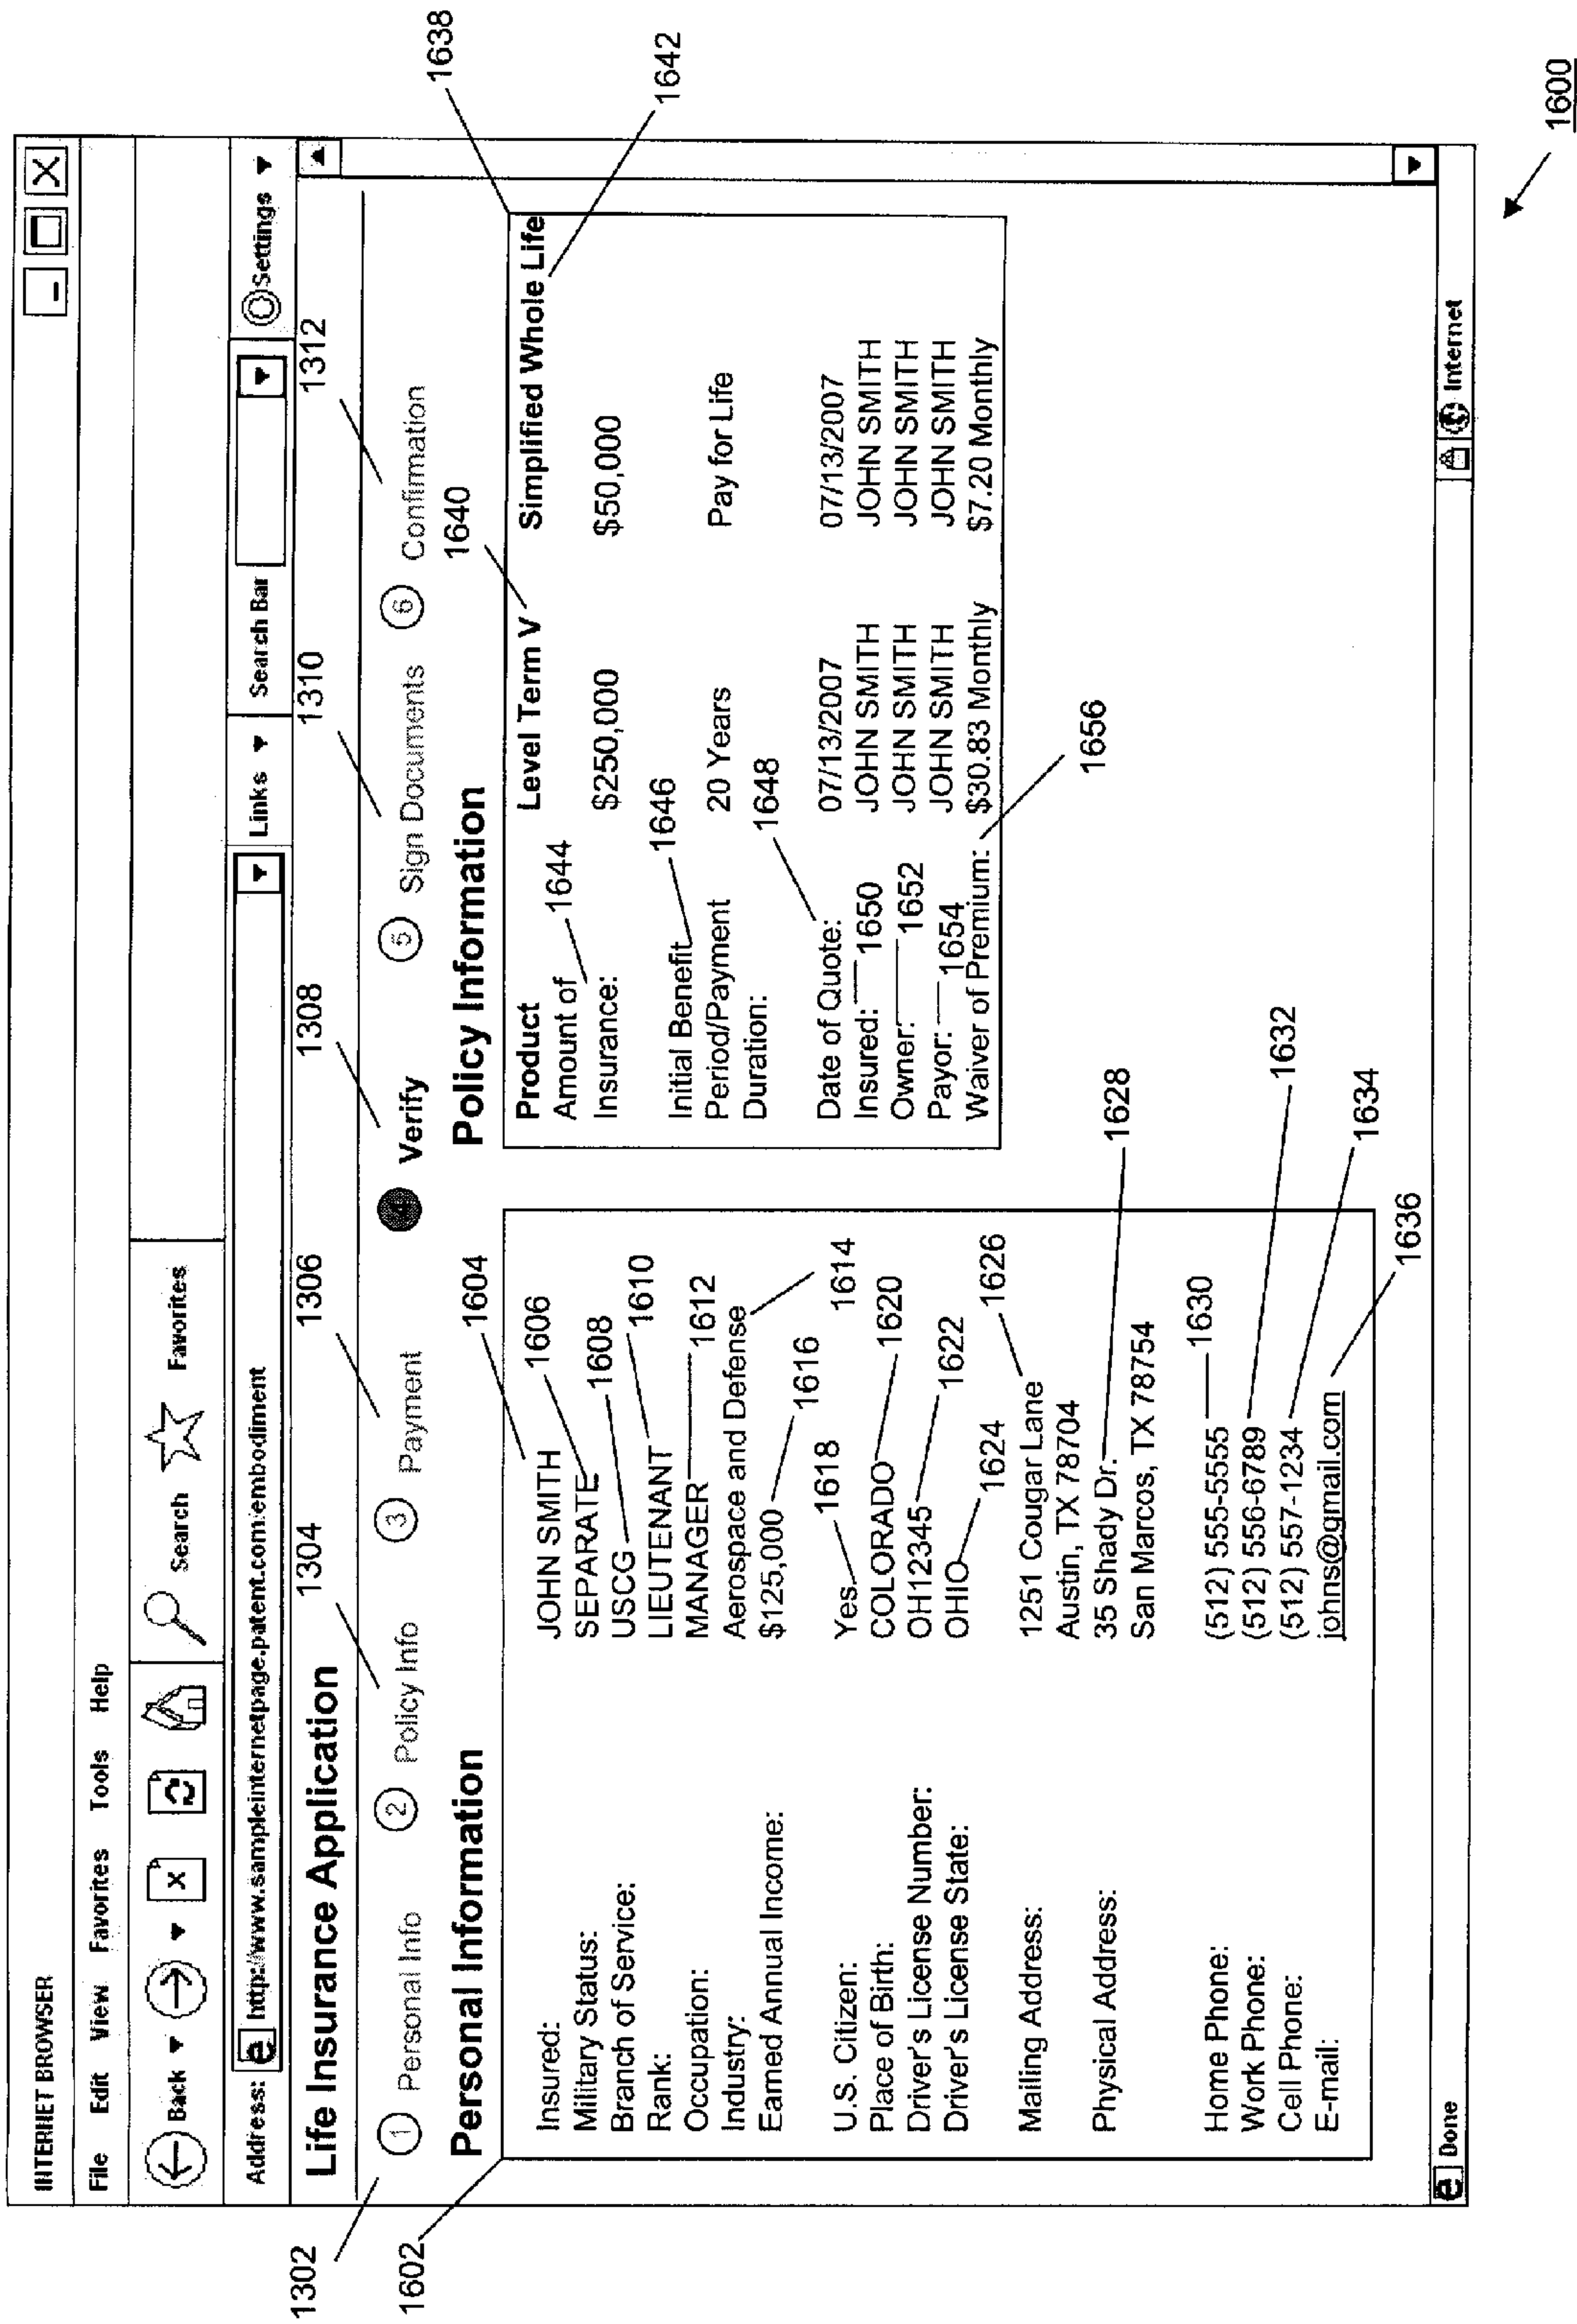 INTERNET BROWSER
File Edit View Favorites Tools Help
Back Search Favorites
Address: http://www.sampleinternetpage.patent.com/embodiment Links Search Bar Settings
Life Insurance Application
1302 1304 1306 1308 1310 1312
1 Personal Info 2 Policy Info 3 Payment 4 Verify 5 Sign Documents 6 Confirmation
1602
Personal Information
1604
Insured: JOHN SMITH
Military Status: SEPARATE 1606
Branch of Service: USCG 1608
Rank: LIEUTENANT 1610
Occupation: MANAGER 1612
Industry: Aerospace and Defense 1614
Earned Annual Income: $125,000 1616
U.S. Citizen: Yes 1618
Place of Birth: COLORADO 1620
Driver's License Number: OH12345 1622
Driver's License State: OHIO 1624
Mailing Address: 1251 Cougar Lane 1626
Austin, TX 78704
Physical Address: 35 Shady Dr. 1628
San Marcos, TX 78754
Home Phone: (512) 555-5555 1630
Work Phone: (512) 556-6789 1632
Cell Phone: (512) 557-1234 1634
E-mail: johns@gmail.com 1636
Policy Information
1640 1638
Product Level Term V Simplified Whole Life 1642
Amount of 1644
Insurance: $250,000 $50,000
Initial Benefit 1646
Period/Payment 20 Years Pay for Life
Duration: 1648
Date of Quote: 07/13/2007 07/13/2007
Insured: 1650 JOHN SMITH JOHN SMITH
Owner: 1652 JOHN SMITH JOHN SMITH
Payor: 1654 JOHN SMITH JOHN SMITH
Waiver of Premium: $30.83 Monthly $7.20 Monthly
1656
Done Internet
1600